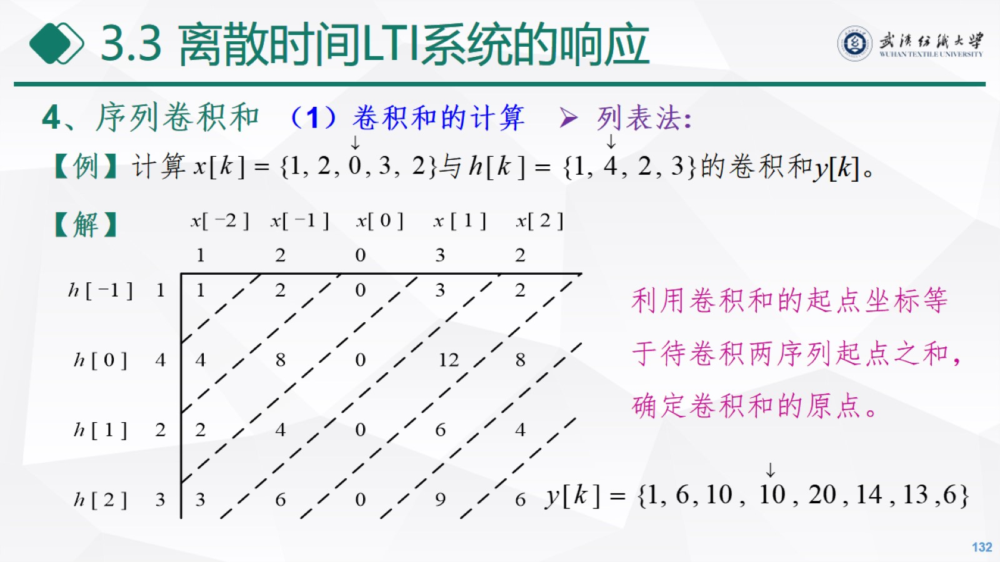 3.3 离散时间LTI系统的响应
武汉纺织大学
WUHAN TEXTILE UNIVERSITY
4、序列卷积和 （1）卷积和的计算 ➢ 列表法:
↓ ↓
【例】计算 x[k] = {1, 2, 0, 3, 2}与 h[k] = {1, 4, 2, 3}的卷积和y[k]。
【解】 x[-2] x[-1] x[0] x[1] x[2]
1 2 0 3 2
h[-1] 1 1 2 0 3 2
利用卷积和的起点坐标等
于待卷积两序列起点之和，
确定卷积和的原点。
h[0] 4 4 8 0 12 8
h[1] 2 2 4 0 6 4
h[2] 3 3 6 0 9 6
↓
y[k] = {1, 6, 10, 10, 20, 14, 13, 6}
132